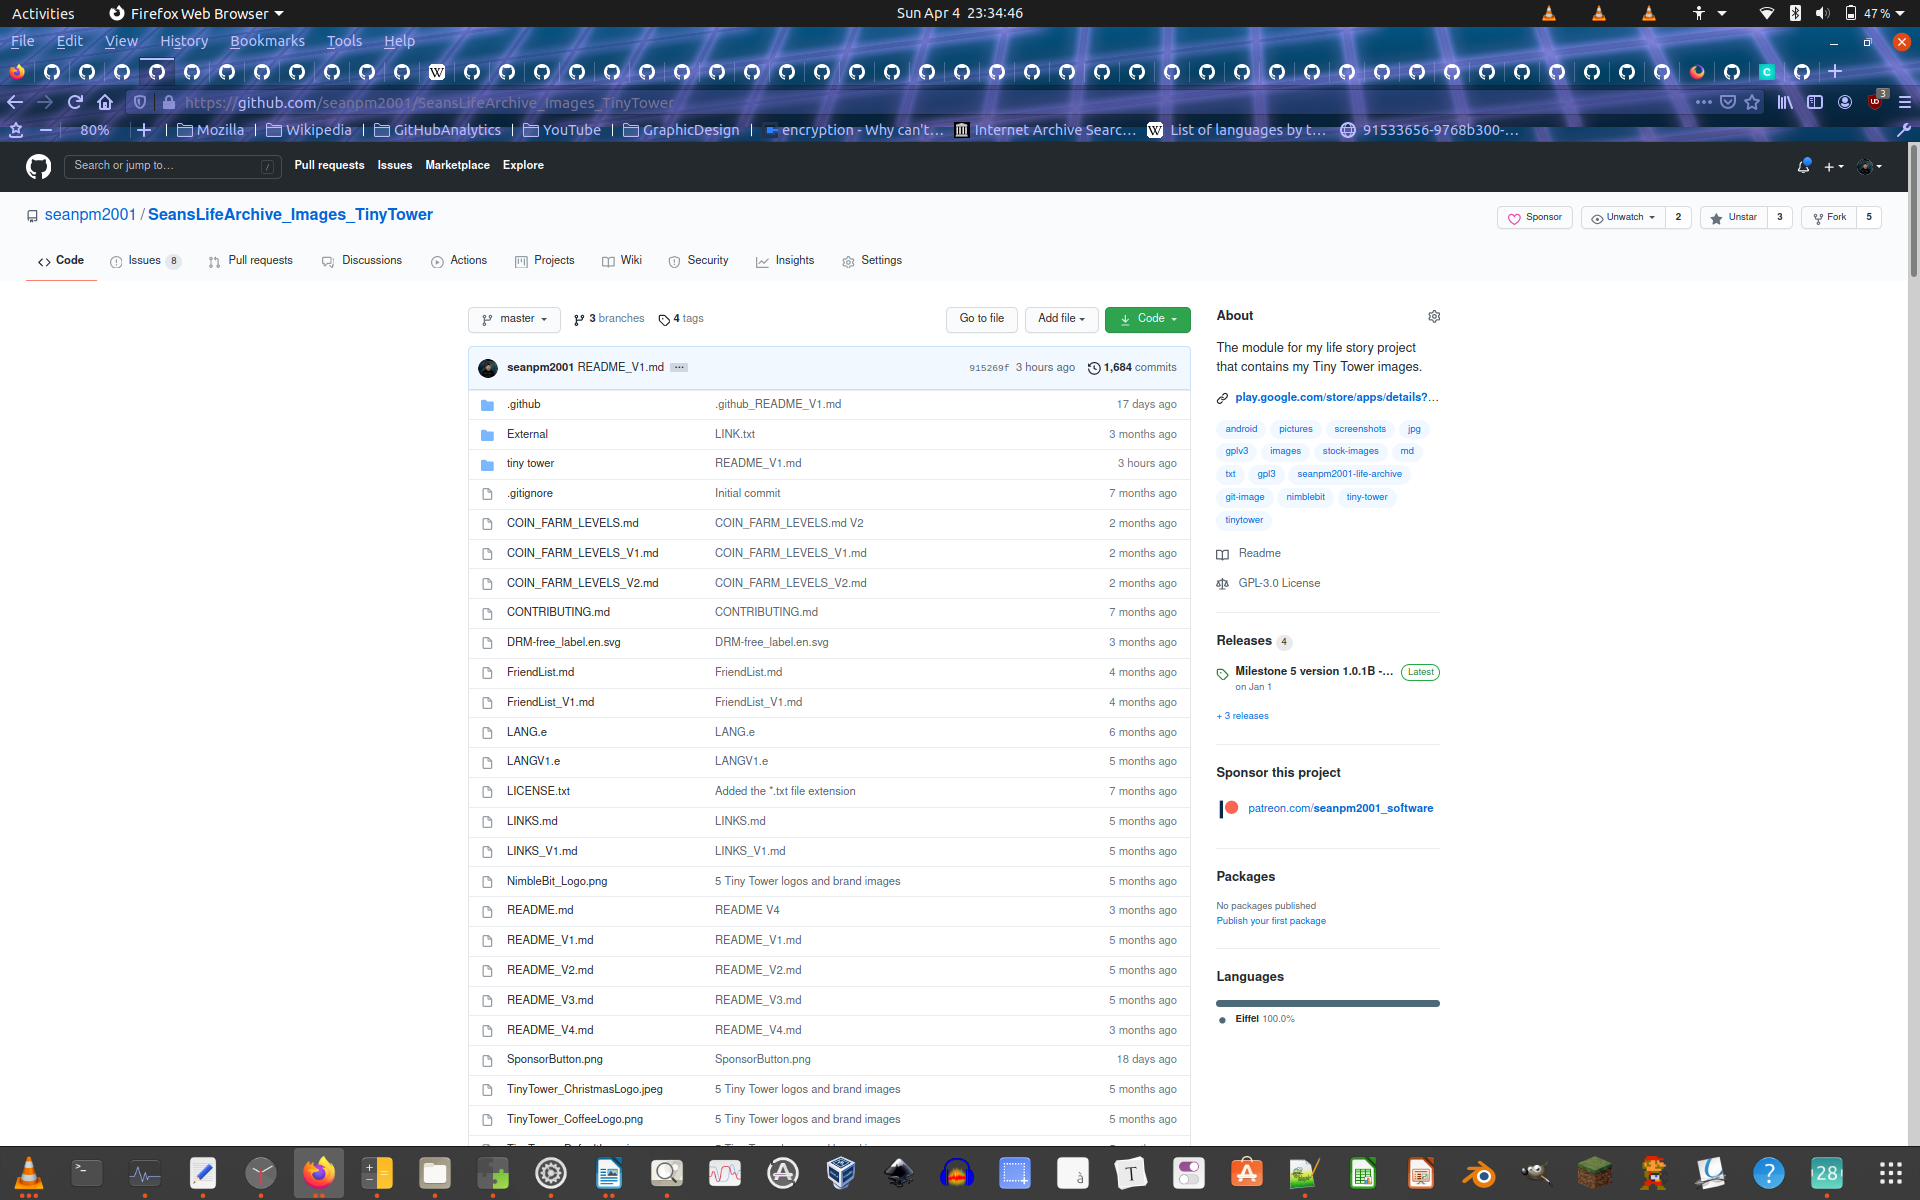 Activities Firefox Web Browser Sun Apr 4 23:34:46 47 %
File Edit View History Bookmarks Tools Help
https://github.com/seanpm2001/SeansLifeArchive_Images_TinyTower 3
80% Mozilla Wikipedia GitHubAnalytics YouTube GraphicDesign encryption - Why can't… Internet Archive Searc… List of languages by t… 91533656-9768b300-…
Search or jump to… / Pull requests Issues Marketplace Explore
seanpm2001 / SeansLifeArchive_Images_TinyTower Sponsor Unwatch 2 Unstar 3 Fork 5
Code Issues 8 Pull requests Discussions Actions Projects Wiki Security Insights Settings
master 3 branches 4 tags Go to file Add file Code
seanpm2001 README_V1.md ... 915269f 3 hours ago 1,684 commits
.github .github_README_V1.md 17 days ago
External LINK.txt 3 months ago
tiny tower README_V1.md 3 hours ago
.gitignore Initial commit 7 months ago
COIN_FARM_LEVELS.md COIN_FARM_LEVELS.md V2 2 months ago
COIN_FARM_LEVELS_V1.md COIN_FARM_LEVELS_V1.md 2 months ago
COIN_FARM_LEVELS_V2.md COIN_FARM_LEVELS_V2.md 2 months ago
CONTRIBUTING.md CONTRIBUTING.md 7 months ago
DRM-free_label.en.svg DRM-free_label.en.svg 3 months ago
FriendList.md FriendList.md 4 months ago
FriendList_V1.md FriendList_V1.md 4 months ago
LANG.e LANG.e 6 months ago
LANGV1.e LANGV1.e 5 months ago
LICENSE.txt Added the *.txt file extension 7 months ago
LINKS.md LINKS.md 5 months ago
LINKS_V1.md LINKS_V1.md 5 months ago
NimbleBit_Logo.png 5 Tiny Tower logos and brand images 5 months ago
README.md README V4 3 months ago
README_V1.md README_V1.md 5 months ago
README_V2.md README_V2.md 5 months ago
README_V3.md README_V3.md 5 months ago
README_V4.md README_V4.md 3 months ago
SponsorButton.png SponsorButton.png 18 days ago
TinyTower_ChristmasLogo.jpeg 5 Tiny Tower logos and brand images 5 months ago
TinyTower_CoffeeLogo.png 5 Tiny Tower logos and brand images 5 months ago
About
The module for my life story project
that contains my Tiny Tower images.
play.google.com/store/apps/details?…
android pictures screenshots jpg
gplv3 images stock-images md
txt gpl3 seanpm2001-life-archive
git-image nimblebit tiny-tower
tinytower
Readme
GPL-3.0 License
Releases 4
Milestone 5 version 1.0.1B -… Latest
on Jan 1
+ 3 releases
Sponsor this project
patreon.com/seanpm2001_software
Packages
No packages published
Publish your first package
Languages
Eiffel 100.0%
28